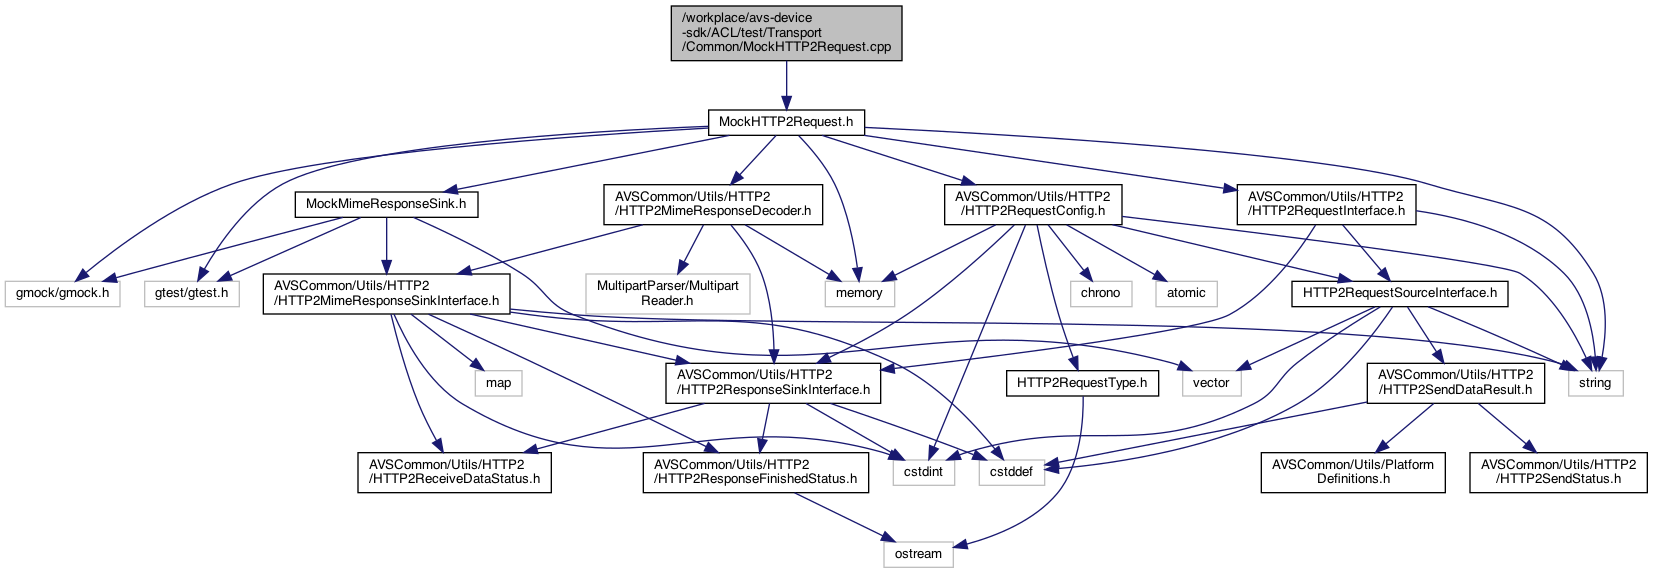 /workplace/avs-device
-sdk/ACL/test/Transport
/Common/MockHTTP2Request.cpp
MockHTTP2Request.h
MockMimeResponseSink.h
AVSCommon/Utils/HTTP2
/HTTP2MimeResponseDecoder.h
AVSCommon/Utils/HTTP2
/HTTP2RequestConfig.h
AVSCommon/Utils/HTTP2
/HTTP2RequestInterface.h
gmock/gmock.h
gtest/gtest.h
AVSCommon/Utils/HTTP2
/HTTP2MimeResponseSinkInterface.h
MultipartParser/Multipart
Reader.h
memory
chrono
atomic
HTTP2RequestSourceInterface.h
map
AVSCommon/Utils/HTTP2
/HTTP2ResponseSinkInterface.h
HTTP2RequestType.h
vector
AVSCommon/Utils/HTTP2
/HTTP2SendDataResult.h
string
AVSCommon/Utils/HTTP2
/HTTP2ReceiveDataStatus.h
AVSCommon/Utils/HTTP2
/HTTP2ResponseFinishedStatus.h
cstdint
cstddef
AVSCommon/Utils/Platform
Definitions.h
AVSCommon/Utils/HTTP2
/HTTP2SendStatus.h
ostream